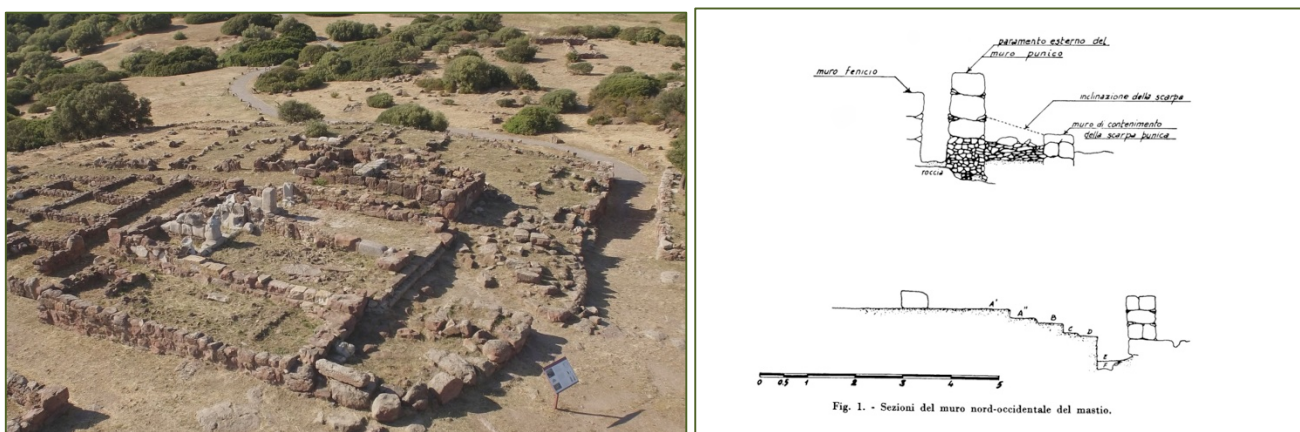 paramento esterno del
muro punico
muro fenicio
inclinazione della scarpa
muro di contenimento
della scarpa punica
roccia
A' A" B C D E F
0 0.5 1 2 3 4 5
Fig. 1. - Sezioni del muro nord-occidentale del mastio.